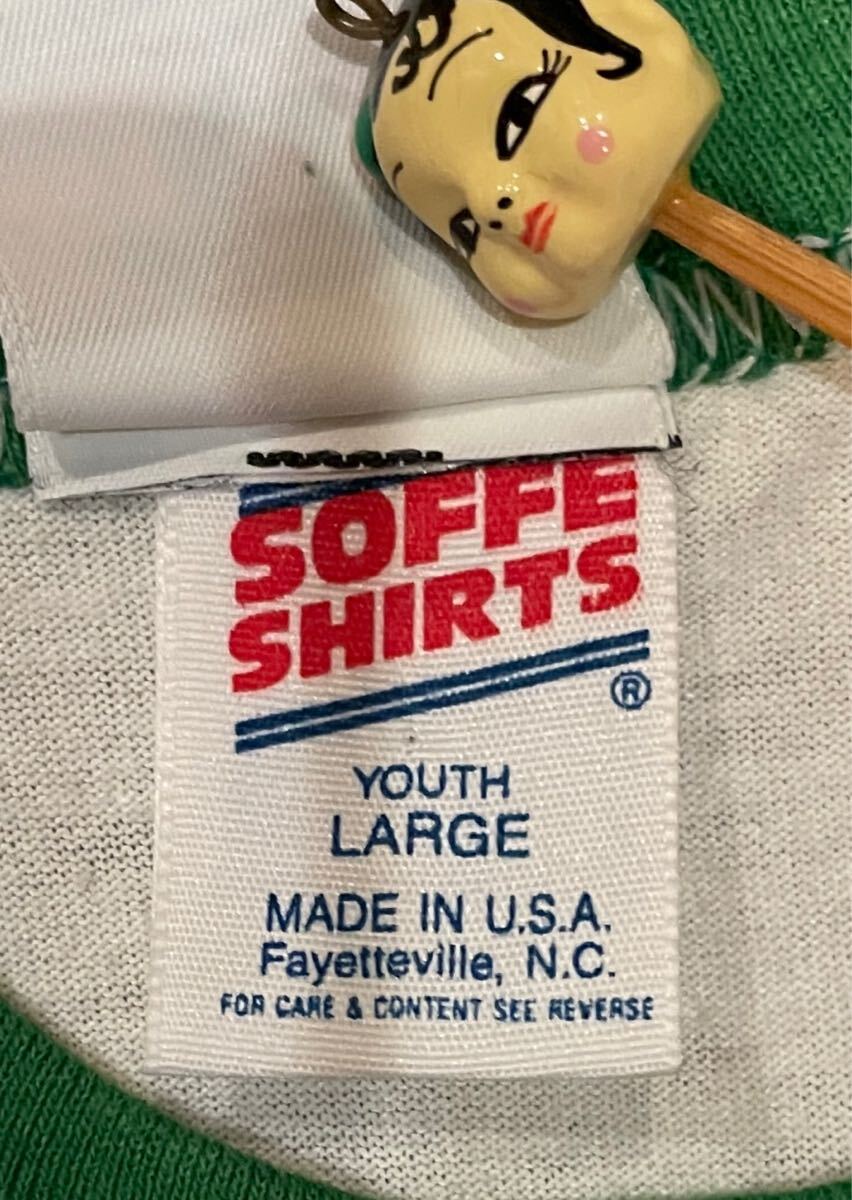 SOFFE
SHIRTS
®
YOUTH
LARGE
MADE IN U.S.A.
Fayetteville, N.C.
FOR CARE & CONTENT SEE REVERSE